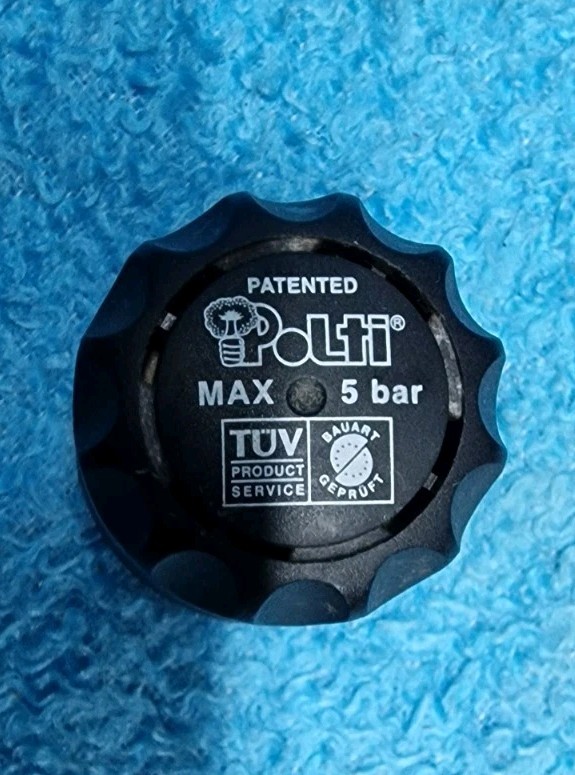 PATENTED
Polti®
MAX 5 bar
TÜV
PRODUCT
SERVICE
BAUART
GEPRÜFT